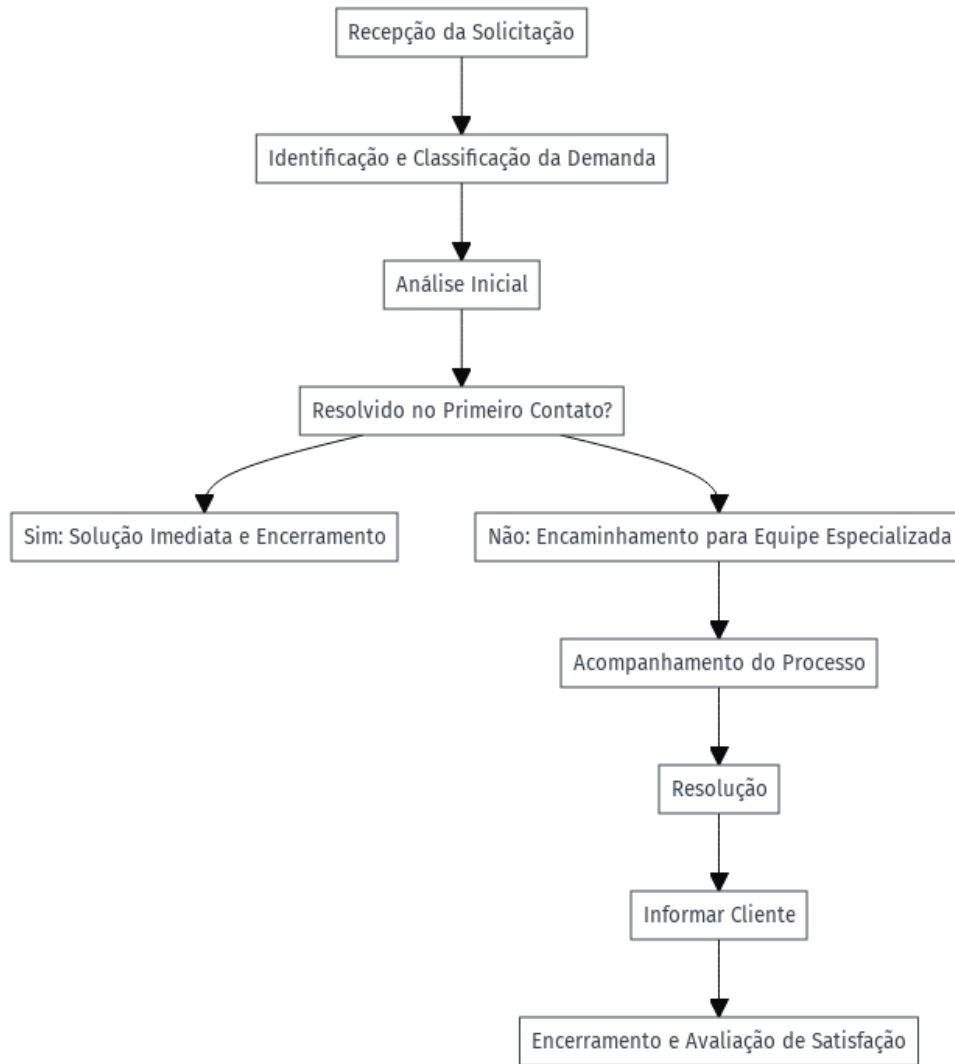 Recepção da Solicitação
Identificação e Classificação da Demanda
Análise Inicial
Resolvido no Primeiro Contato?
Sim: Solução Imediata e Encerramento
Não: Encaminhamento para Equipe Especializada
Acompanhamento do Processo
Resolução
Informar Cliente
Encerramento e Avaliação de Satisfação